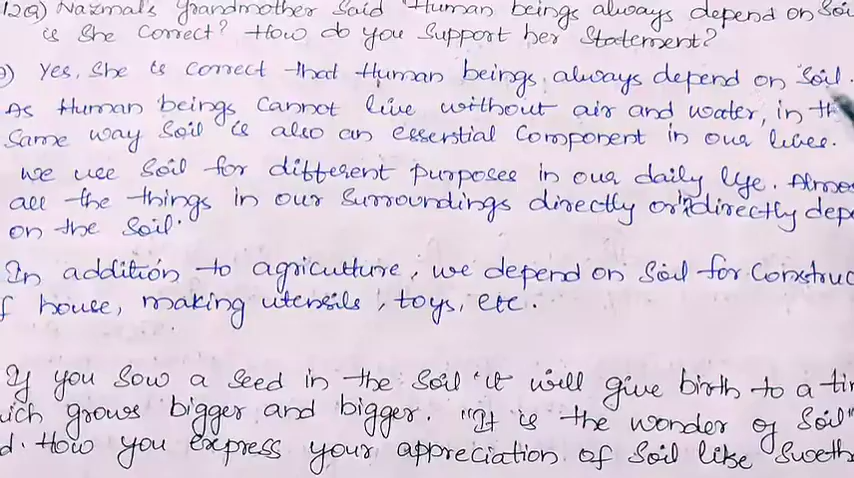 12Q) Nazma's grandmother said "Human beings always depend on Soi
is she correct? How do you support her statement?
A) Yes, she is correct that Human beings, always depend on Soil.
As Human beings cannot live without air and water, in th
Same way Soil is also an essential component in our lives.
we use Soil for different purposes in our daily life. Almos
all the things in our surroundings directly or indirectly depe
on the Soil.
In addition to agriculture, we depend on Soil for Construc
f house, making utensils, toys, etc.
If you Sow a Seed in the Soil "it will give birth to a tin
ich grows bigger and bigger. "It is the wonder of Soil"
d. How you express your appreciation of Soil like Sweth